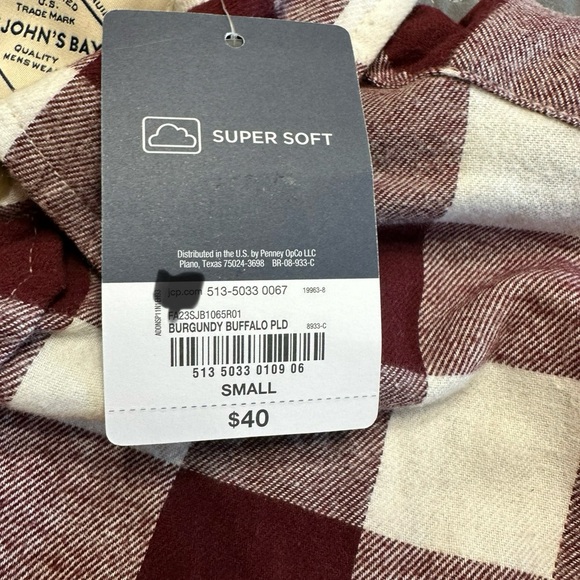 U.S.
TRADE MARK
JOHN'S BAY
QUALITY
MENSWEAR
SUPER SOFT
Distributed in the U.S. by Penney OpCo LLC
Plano, Texas 75024-3698 BR-08-933-C
jcp.com 513-5033 0067 19963-8
FA23SJB1065R01
BURGUNDY BUFFALO PLD 8933-C
513 5033 0109 06
SMALL
$40